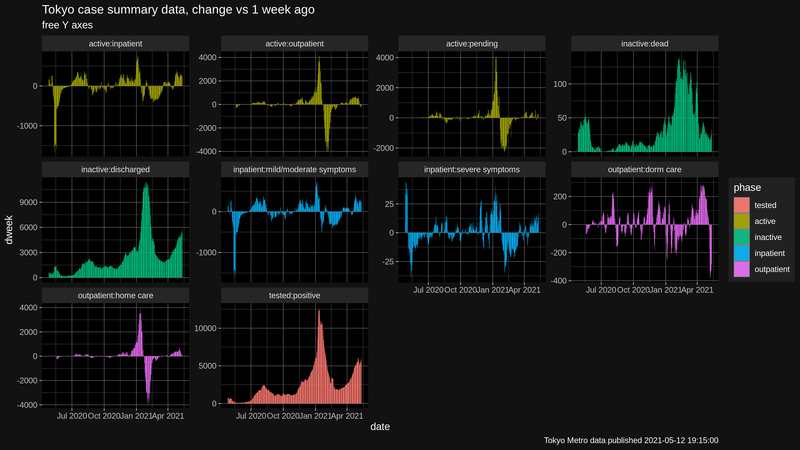 Tokyo case summary data, change vs 1 week ago
free Y axes
active:inpatient
active:outpatient
active:pending
inactive:dead
0
-1000
4000
2000
0
-2000
-4000
4000
2000
0
-2000
100
50
0
inactive:discharged
inpatient:mild/moderate symptoms
inpatient:severe symptoms
outpatient:dorm care
9000
6000
3000
0
0
-1000
25
0
-25
200
0
-200
-400
Jul 2020 Oct 2020 Jan 2021 Apr 2021
Jul 2020 Oct 2020 Jan 2021 Apr 2021
outpatient:home care
tested:positive
4000
2000
0
-2000
-4000
10000
5000
0
Jul 2020 Oct 2020 Jan 2021 Apr 2021
Jul 2020 Oct 2020 Jan 2021 Apr 2021
dweek
date
phase
tested
active
inactive
inpatient
outpatient
Tokyo Metro data published 2021-05-12 19:15:00